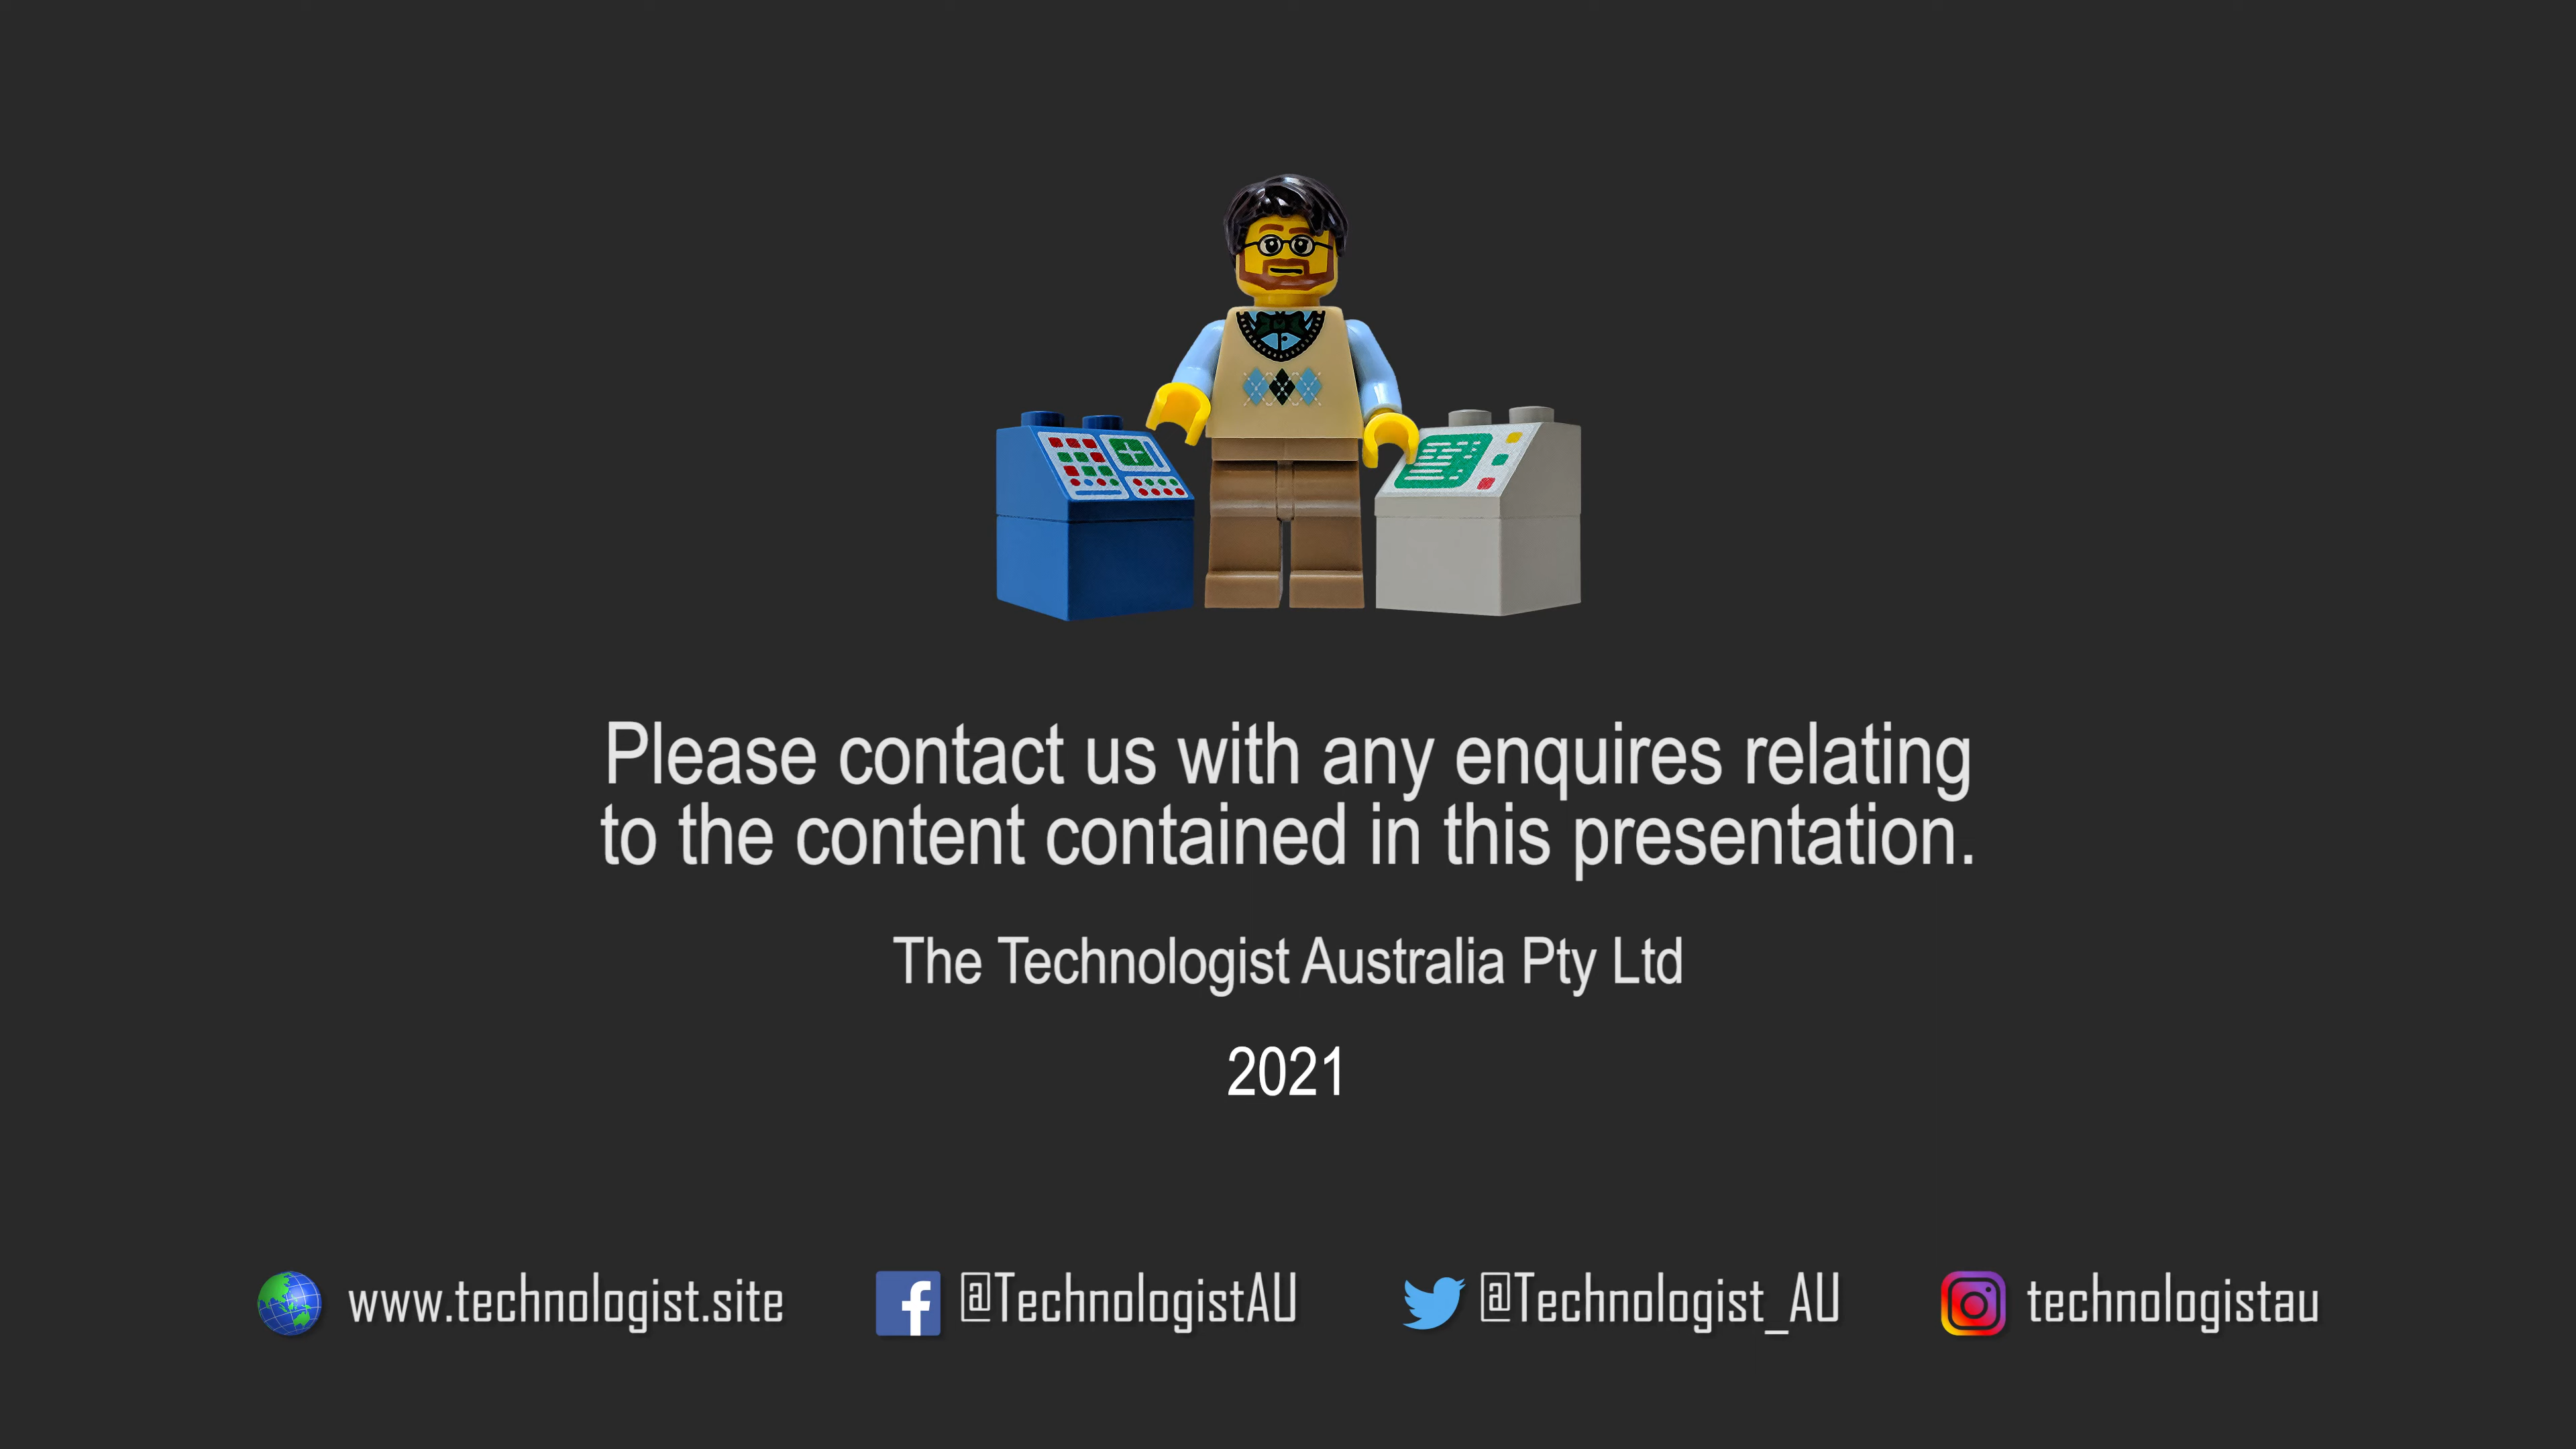 Please contact us with any enquires relating
to the content contained in this presentation.
The Technologist Australia Pty Ltd
2021
www.technologist.site
@TechnologistAU
@Technologist_AU
technologistau